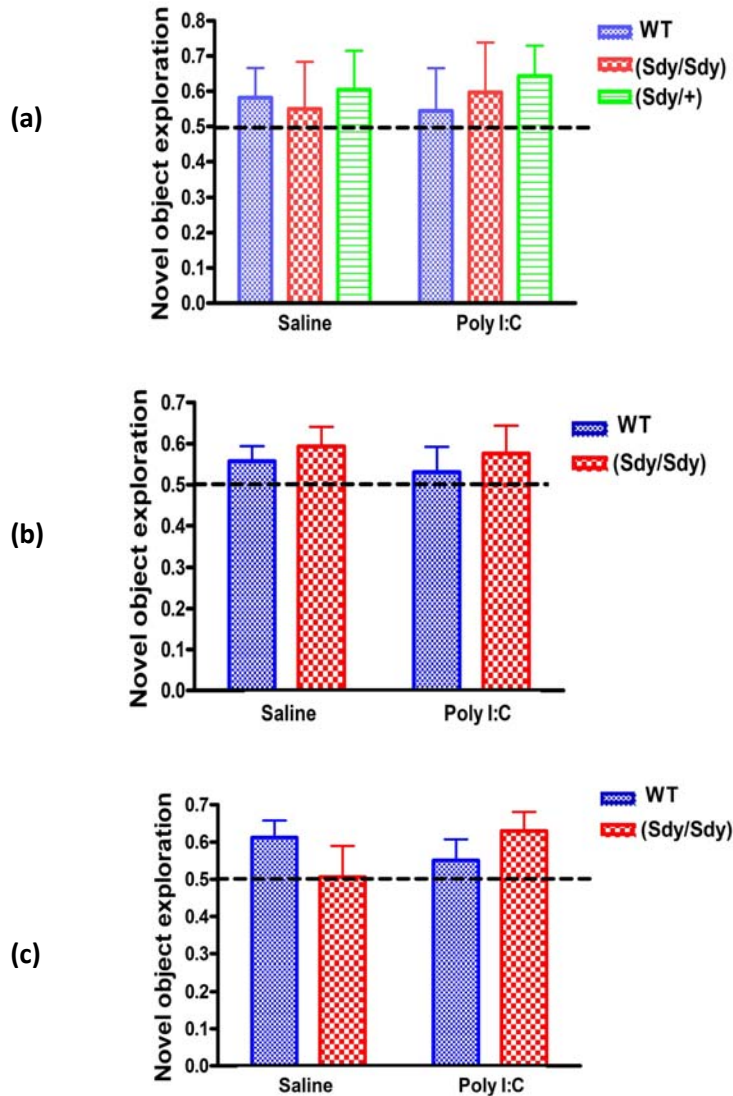 (a)
Novel object exploration
0.8
0.7
0.6
0.5
0.4
0.3
0.2
0.1
0.0
Saline
Poly I:C
WT
(Sdy/Sdy)
(Sdy/+)
(b)
Novel object exploration
0.7
0.6
0.5
0.4
0.3
0.2
0.1
0.0
Saline
Poly I:C
WT
(Sdy/Sdy)
(c)
Novel object exploration
0.7
0.6
0.5
0.4
0.3
0.2
0.1
0.0
Saline
Poly I:C
WT
(Sdy/Sdy)